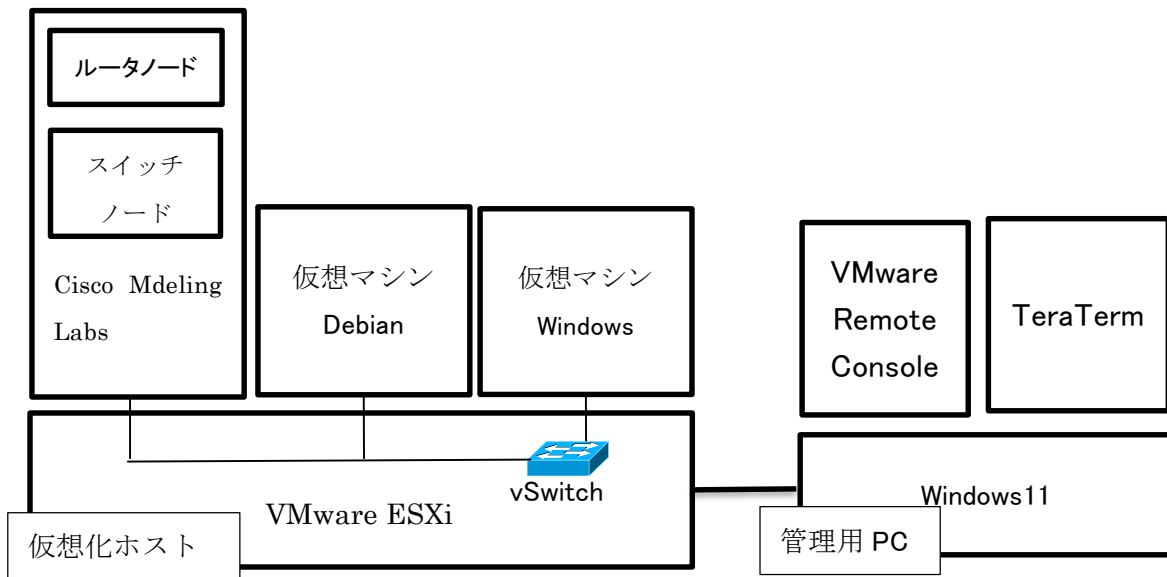 ルータノード
スイッチ
ノード
Cisco Mdeling
Labs
仮想マシン
Debian
仮想マシン
Windows
vSwitch
VMware ESXi
仮想化ホスト
VMware
Remote
Console
TeraTerm
Windows11
管理用 PC